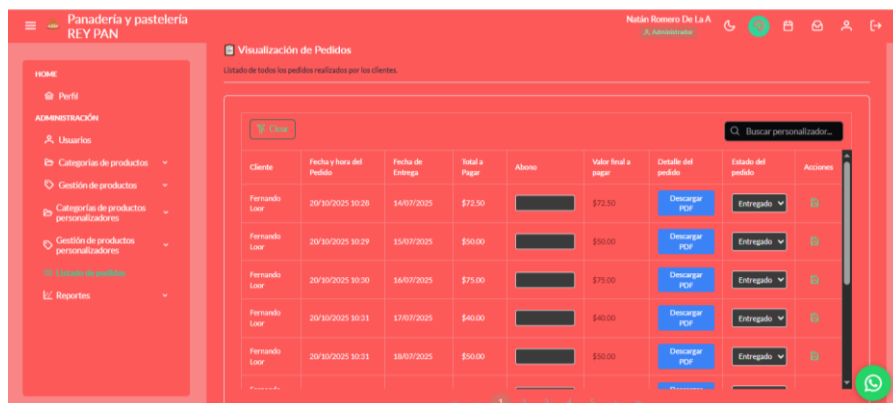 Panadería y pastelería
REY PAN
Natán Romero De La A
Administrador
HOME
Perfil
ADMINISTRACIÓN
Usuarios
Categorías de productos
Gestión de productos
Categorías de productos
personalizadores
Gestión de productos
personalizadores
Listado de pedidos
Reportes
Visualización de Pedidos
Listado de todos los pedidos realizados por los clientes.
Clear
Buscar personalizador...
Cliente
Fecha y hora del
Pedido
Fecha de
Entrega
Total a
Pagar
Abono
Valor final a
pagar
Detalle del
pedido
Estado del
pedido
Acciones
Fernando
Loor
20/10/2025 10:28
14/07/2025
$72.50
$72.50
Descargar
PDF
Entregado
Fernando
Loor
20/10/2025 10:29
15/07/2025
$50.00
$50.00
Descargar
PDF
Entregado
Fernando
Loor
20/10/2025 10:30
16/07/2025
$75.00
$75.00
Descargar
PDF
Entregado
Fernando
Loor
20/10/2025 10:31
17/07/2025
$40.00
$40.00
Descargar
PDF
Entregado
Fernando
Loor
20/10/2025 10:31
18/07/2025
$50.00
$50.00
Descargar
PDF
Entregado
1